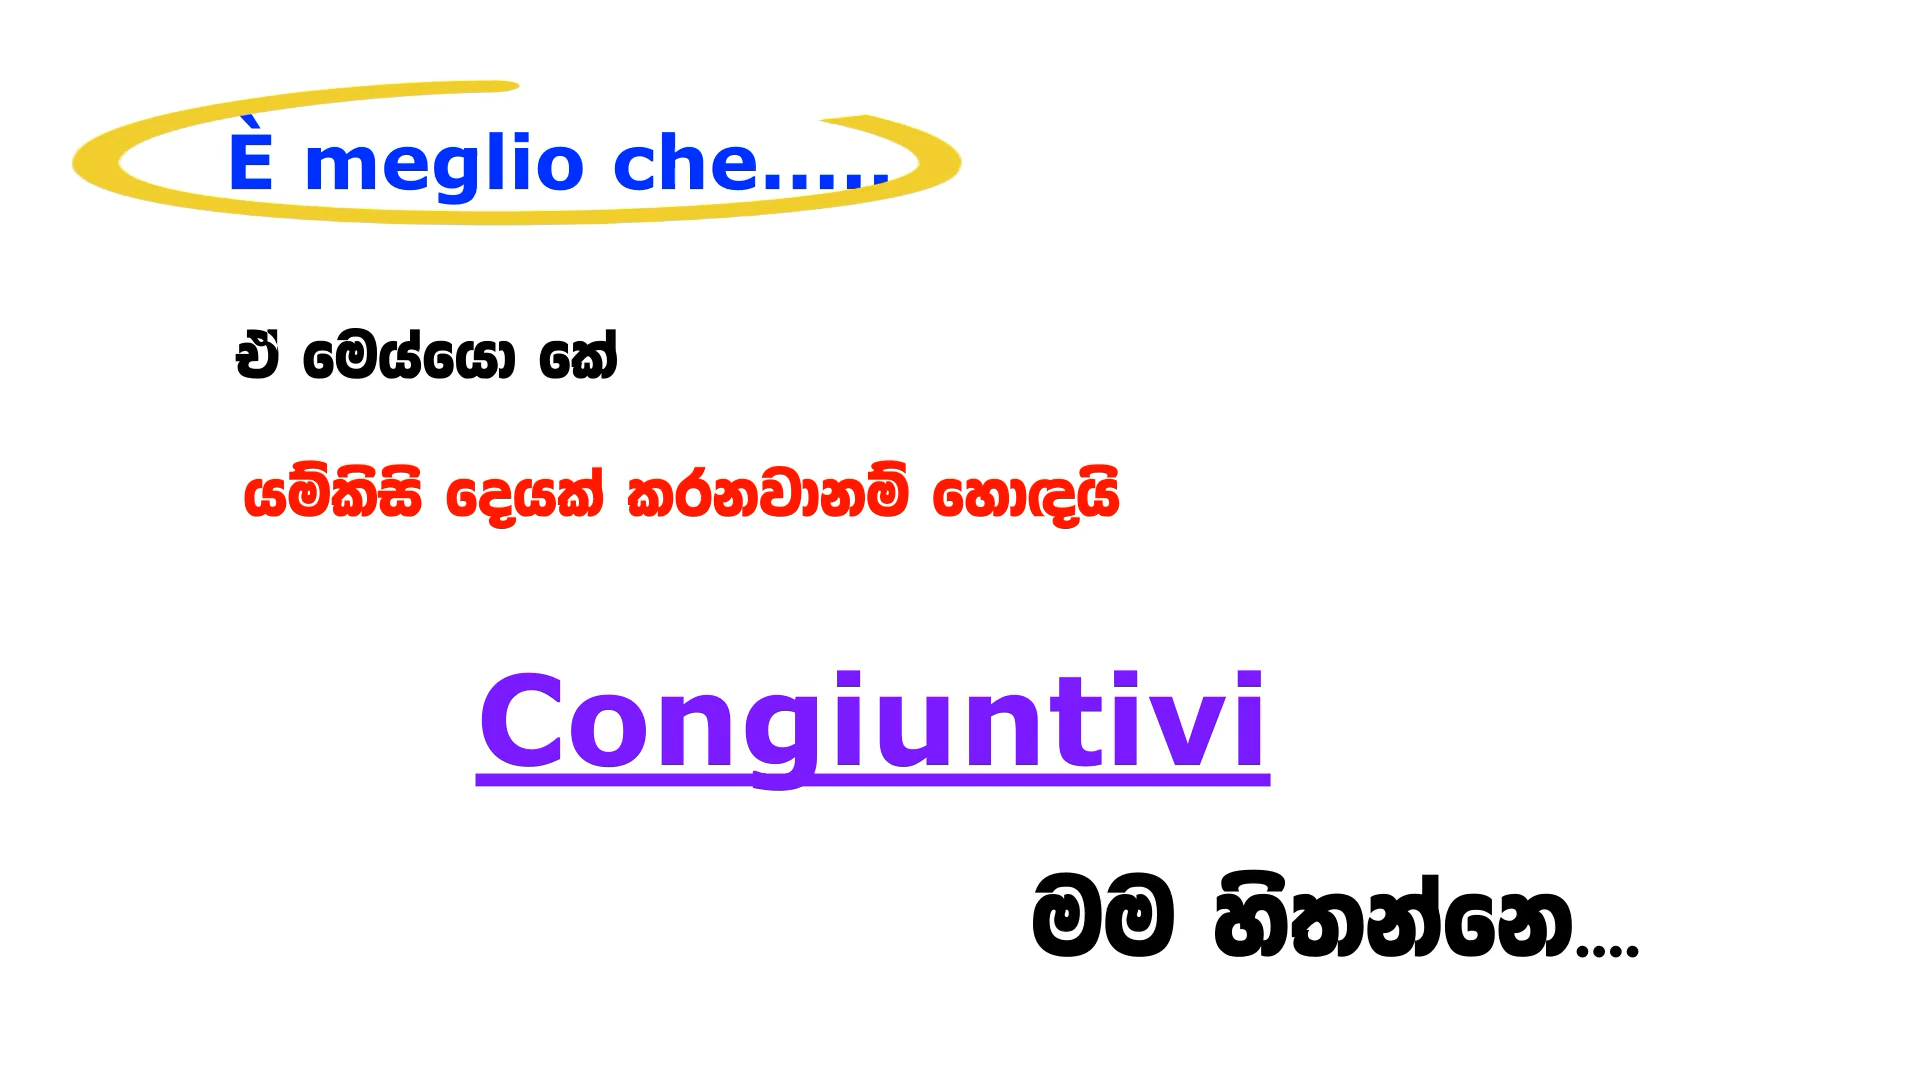 È meglio che.....
ඒ මෙය්යො කේ
යම්කිසි දෙයක් කරනවානම් හොඳයි
Congiuntivi
මම හිතන්නෙ....